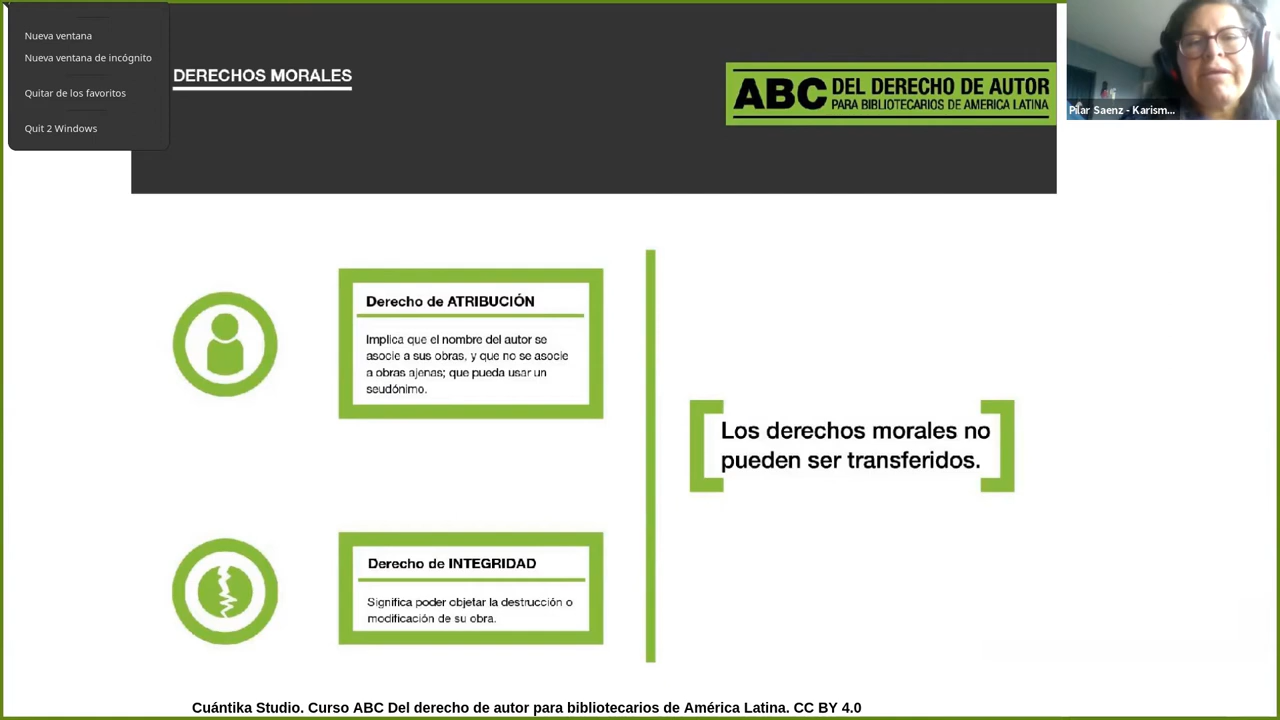 Nueva ventana
Nueva ventana de incógnito
Quitar de los favoritos
Quit 2 Windows
DERECHOS MORALES
ABC DEL DERECHO DE AUTOR
PARA BIBLIOTECARIOS DE AMERICA LATINA
Pilar Saenz - Karism...
Derecho de ATRIBUCIÓN
Implica que el nombre del autor se
asocie a sus obras, y que no se asocie
a obras ajenas; que pueda usar un
seudónimo.
Los derechos morales no
pueden ser transferidos.
Derecho de INTEGRIDAD
Significa poder objetar la destrucción o
modificación de su obra.
Cuántika Studio. Curso ABC Del derecho de autor para bibliotecarios de América Latina. CC BY 4.0